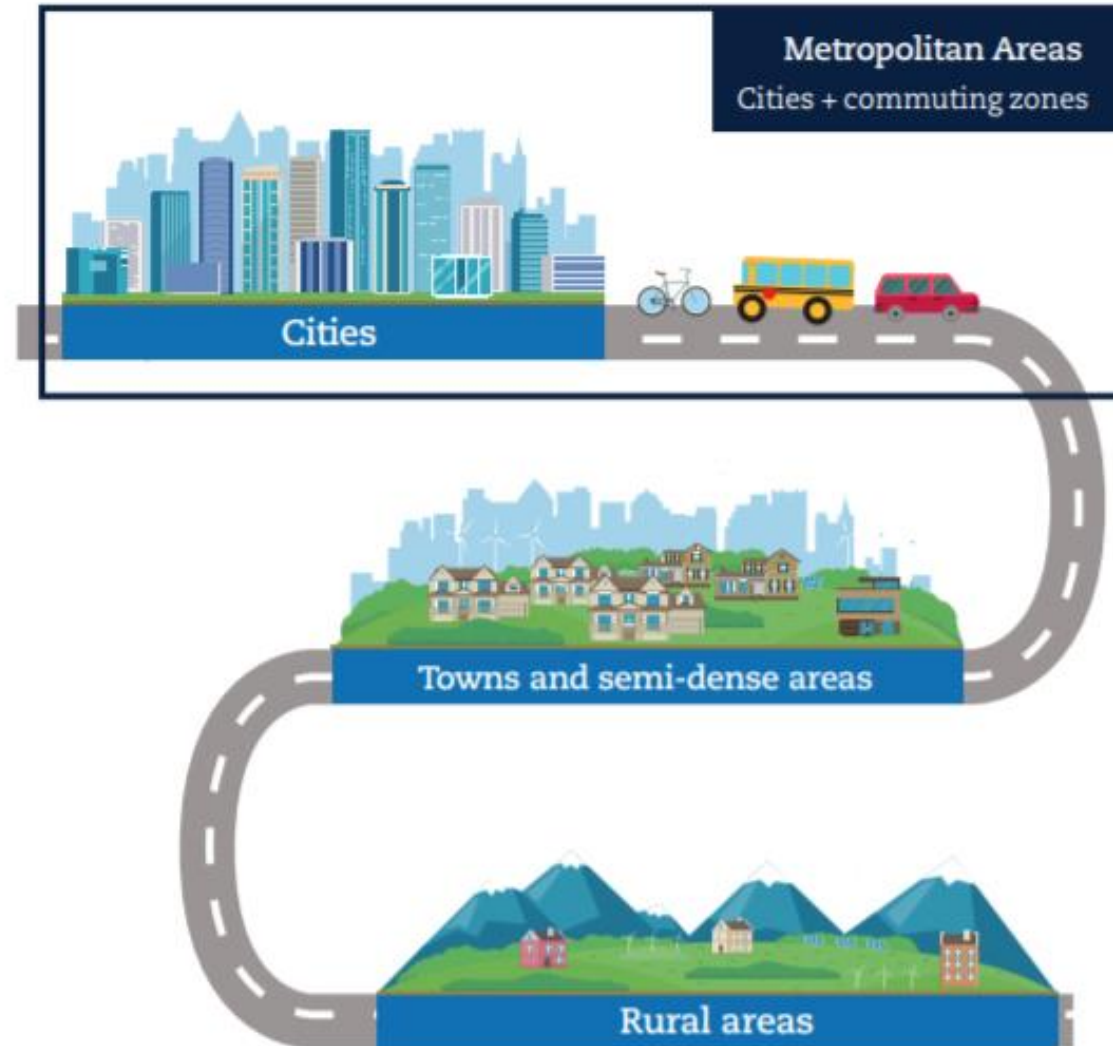 Metropolitan Areas
Cities + commuting zones
Cities
Towns and semi-dense areas
Rural areas